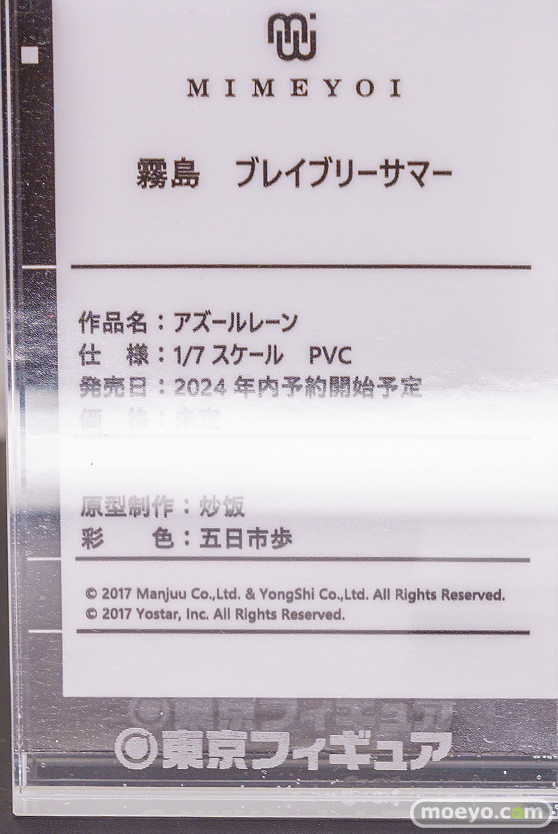 MIMEYOI
霧島　ブレイブリーサマー
作品名：アズールレーン
仕　様：1/7 スケール　PVC
発売日：2024 年内予約開始予定
価　格：未定
原型制作：炒饭
彩　　色：五日市歩
© 2017 Manjuu Co.,Ltd. & YongShi Co.,Ltd. All Rights Reserved.
© 2017 Yostar, Inc. All Rights Reserved.
東京フィギュア
moeyo.com